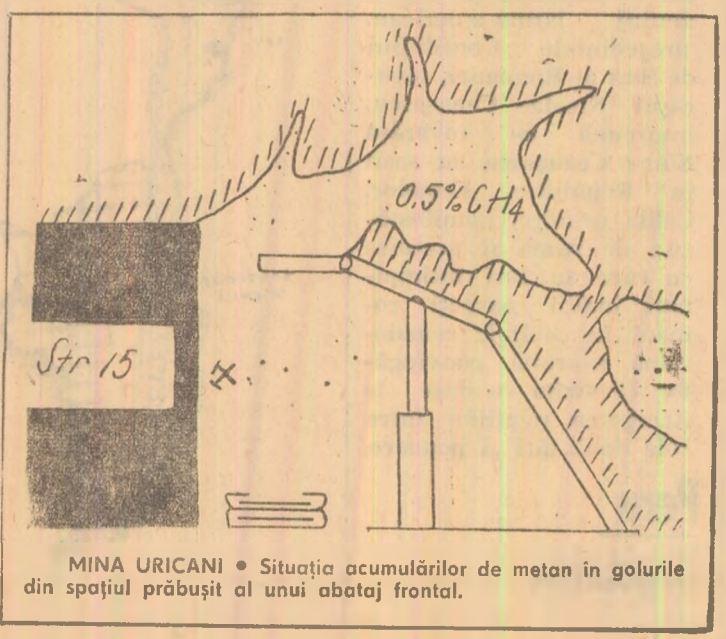 0.5% CH4
Str 15
MINA URICANI • Situația acumulărilor de metan în golurile
din spațiul prăbușit al unui abataj frontal.